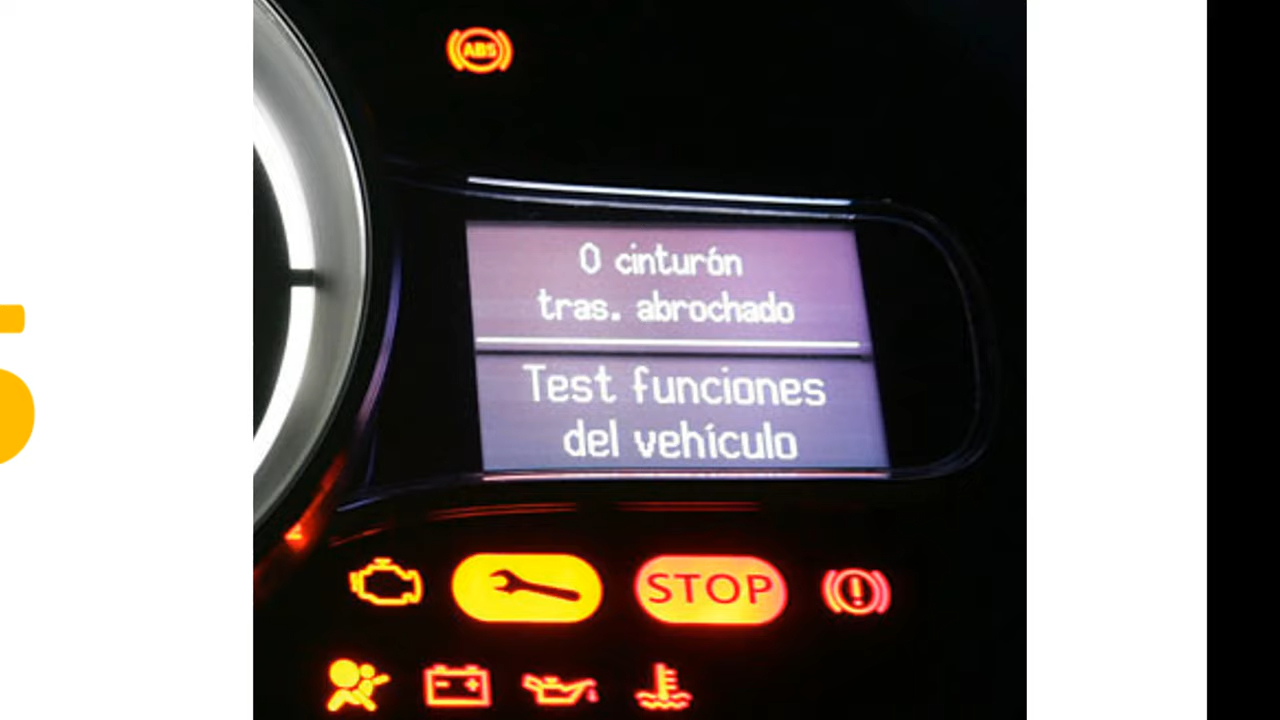 ABS
0 cinturón
tras. abrochado
Test funciones
del vehículo
STOP